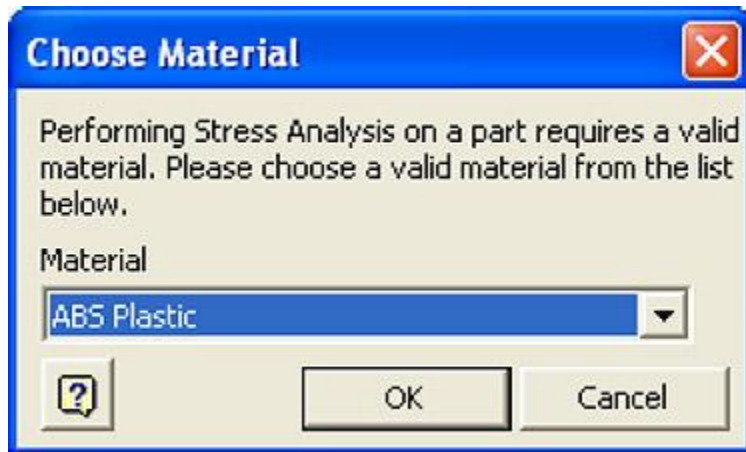 Choose Material
Performing Stress Analysis on a part requires a valid
material. Please choose a valid material from the list
below.
Material
ABS Plastic
?
OK
Cancel